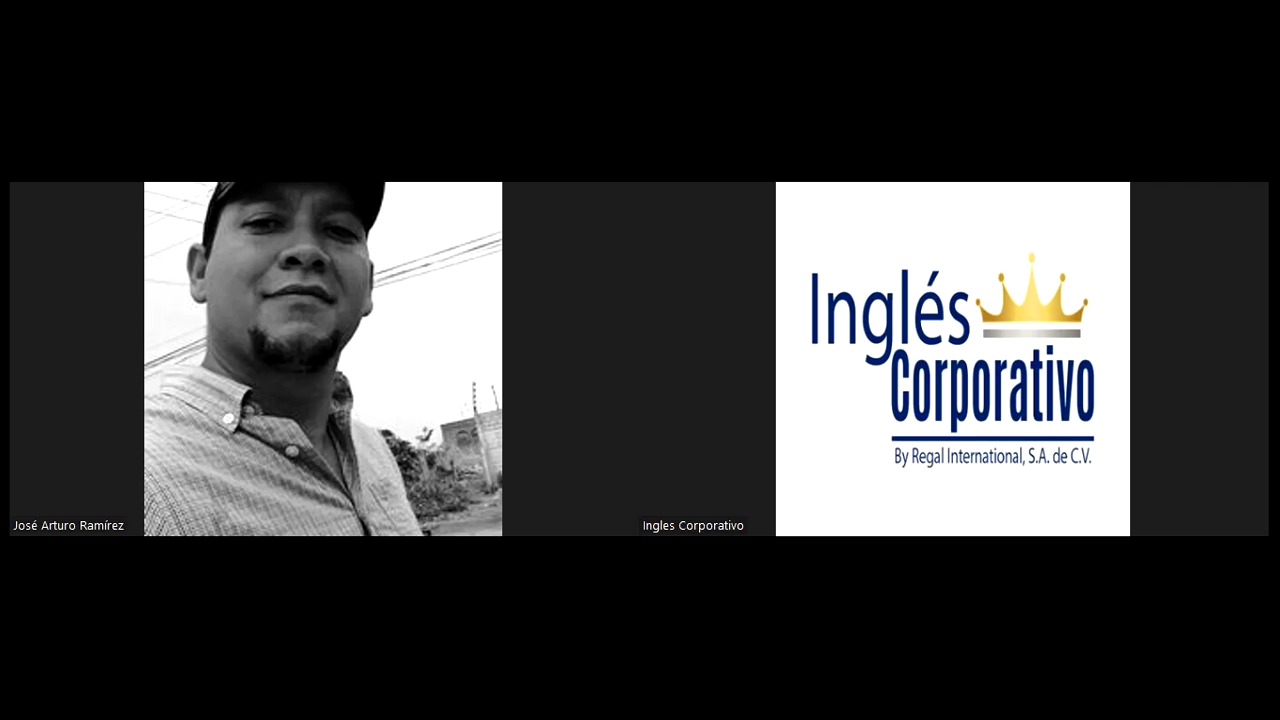 José Arturo Ramírez
Inglés
Corporativo
By Regal International, S.A. de C.V.
Ingles Corporativo